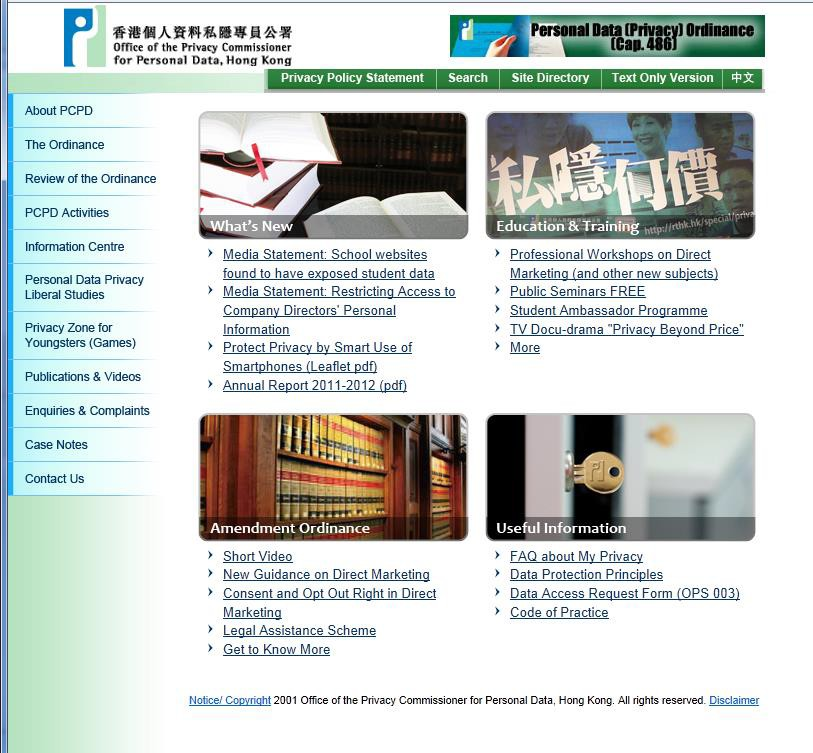 香港個人資料私隱專員公署
Office of the Privacy Commissioner
for Personal Data, Hong Kong
Personal Data (Privacy) Ordinance
(Cap. 486)
Privacy Policy Statement
Search
Site Directory
Text Only Version
中文
About PCPD
The Ordinance
Review of the Ordinance
PCPD Activities
Information Centre
Personal Data Privacy
Liberal Studies
Privacy Zone for
Youngsters (Games)
Publications & Videos
Enquiries & Complaints
Case Notes
Contact Us
What's New
Media Statement: School websites
found to have exposed student data
Media Statement: Restricting Access to
Company Directors' Personal
Information
Protect Privacy by Smart Use of
Smartphones (Leaflet pdf)
Annual Report 2011-2012 (pdf)
私隱何價
http://rthk.hk/special/priva
Education & Training
Professional Workshops on Direct
Marketing (and other new subjects)
Public Seminars FREE
Student Ambassador Programme
TV Docu-drama "Privacy Beyond Price"
More
Amendment Ordinance
Short Video
New Guidance on Direct Marketing
Consent and Opt Out Right in Direct
Marketing
Legal Assistance Scheme
Get to Know More
Useful Information
FAQ about My Privacy
Data Protection Principles
Data Access Request Form (OPS 003)
Code of Practice
Notice/ Copyright 2001 Office of the Privacy Commissioner for Personal Data, Hong Kong. All rights reserved. Disclaimer